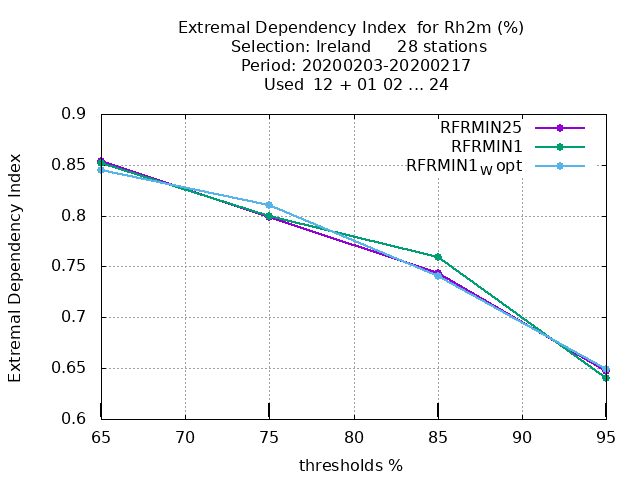 Extremal Dependency Index  for Rh2m (%)
Selection: Ireland     28 stations
Period: 20200203-20200217
Used  12 + 01 02 ... 24
RFRMIN25
RFRMIN1
RFRMIN1W opt
Extremal Dependency Index
0.9
0.85
0.8
0.75
0.7
0.65
0.6
65 70 75 80 85 90 95
thresholds %